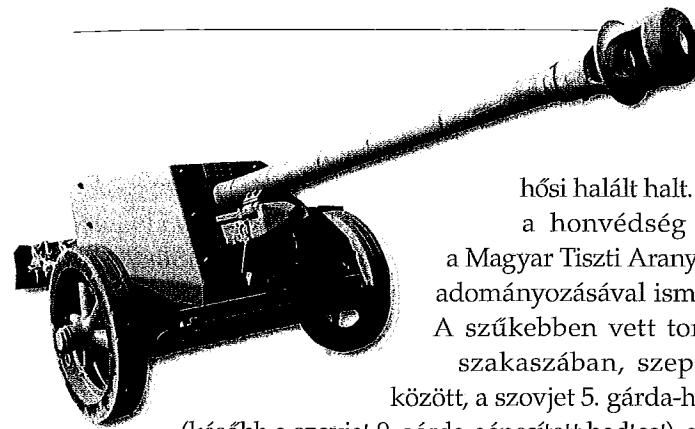 hősi halált halt.
a honvédség
a Magyar Tiszti Arany
adományozásával ism
A szűkebben vett tor
szakaszában, szep
között, a szovjet 5. gárda-h